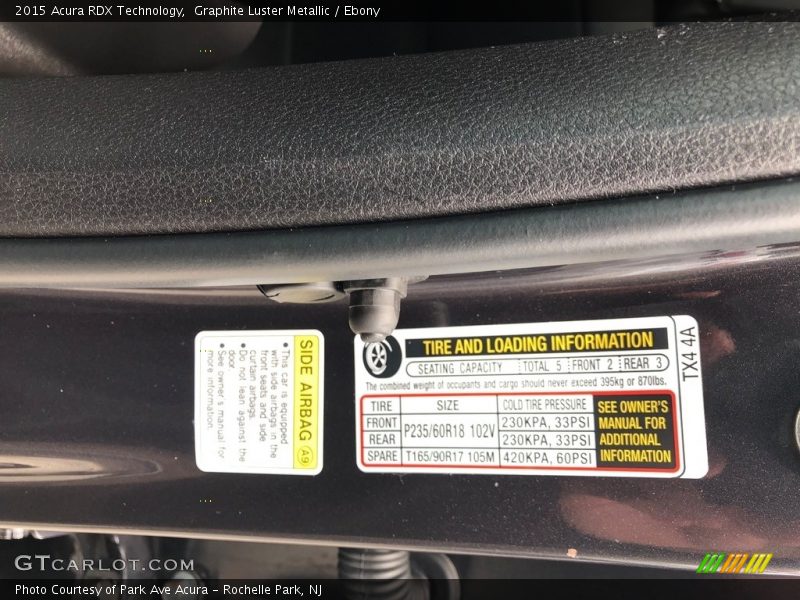 2015 Acura RDX Technology,  Graphite Luster Metallic / Ebony
TIRE AND LOADING INFORMATION
SEATING CAPACITY TOTAL 5 FRONT 2 REAR 3
The combined weight of occupants and cargo should never exceed 395kg or 870lbs.
TIRE SIZE COLD TIRE PRESSURE
FRONT P235/60R18 102V 230KPA, 33PSI
REAR 230KPA, 33PSI
SPARE T165/90R17 105M 420KPA, 60PSI
SEE OWNER'S
MANUAL FOR
ADDITIONAL
INFORMATION
TX4 4A
SIDE AIRBAG A9
• This car is equipped
with side airbags in the
front seats and side
curtain airbags.
• Do not lean against the
door.
• See owner's manual for
more information.
GTCARLOT.COM
Photo Courtesy of Park Ave Acura - Rochelle Park, NJ